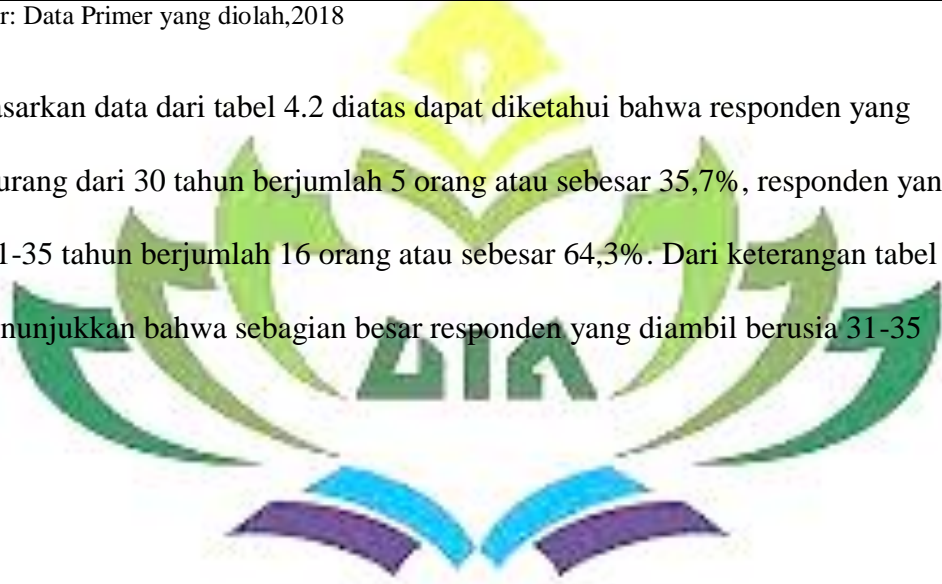 r: Data Primer yang diolah,2018
asarkan data dari tabel 4.2 diatas dapat diketahui bahwa responden yang
urang dari 30 tahun berjumlah 5 orang atau sebesar 35,7%, responden yan
1-35 tahun berjumlah 16 orang atau sebesar 64,3%. Dari keterangan tabel
nunjukkan bahwa sebagian besar responden yang diambil berusia 31-35